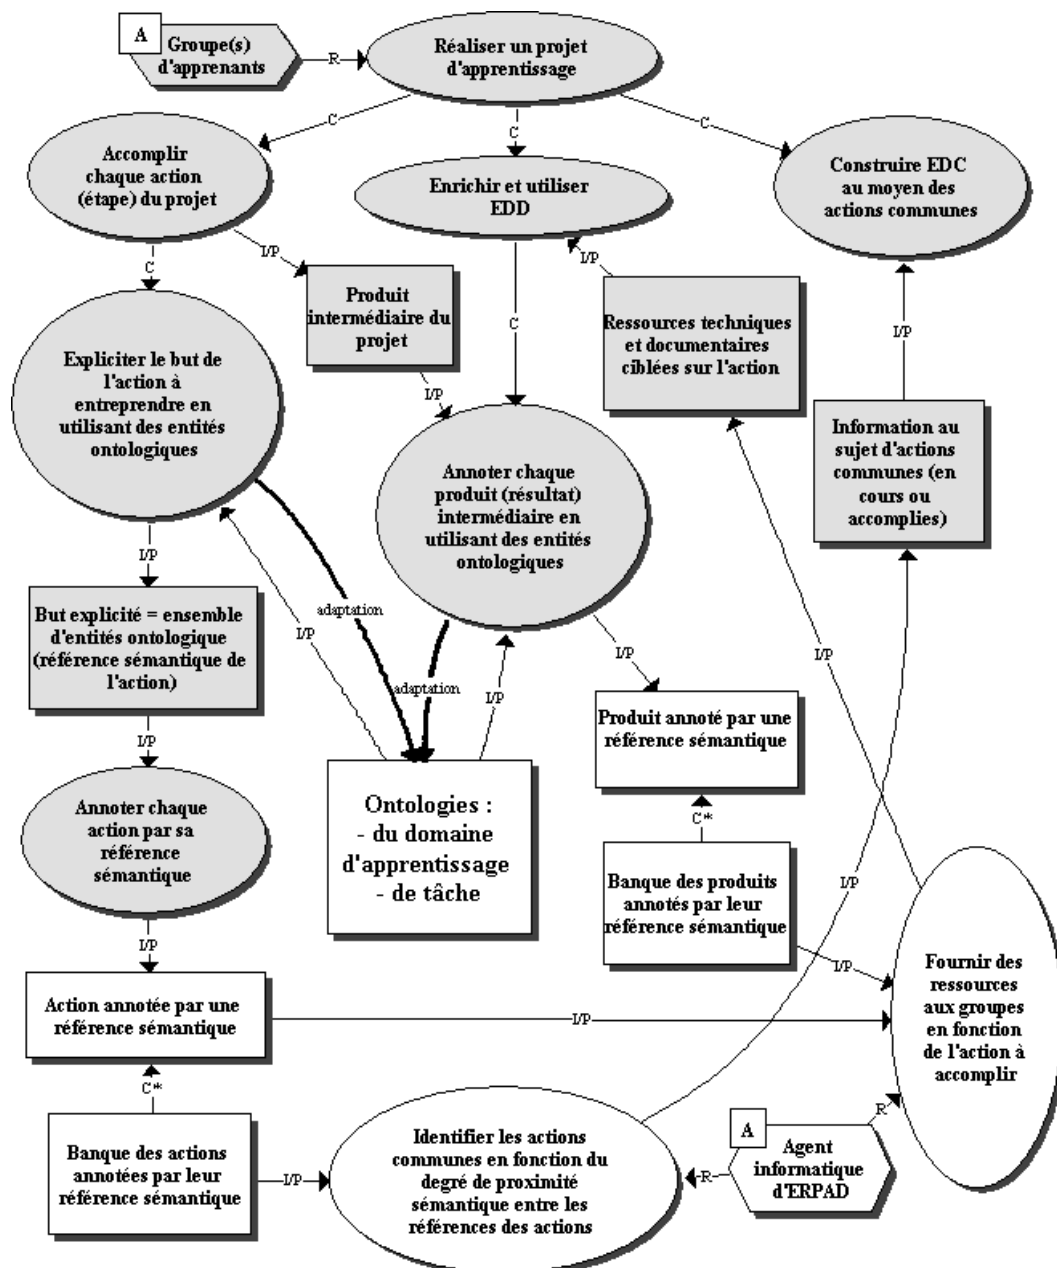 A
Groupe(s)
d'apprenants
R
Réaliser un projet
d'apprentissage
C
C
C
Accomplir
chaque action
(étape) du projet
Enrichir et utiliser
EDD
Construire EDC
au moyen des
actions communes
C
I/P
I/P
C
I/P
Produit
intermédiaire du
projet
Ressources techniques
et documentaires
ciblées sur l'action
Expliciter le but de
l'action à
entreprendre en
utilisant des entités
ontologiques
I/P
Information au
sujet d'actions
communes (en
cours ou
accomplies)
Annoter chaque
produit (résultat)
intermédiaire en
utilisant des entités
ontologiques
I/P
adaptation
I/P
But explicité = ensemble
d'entités ontologique
(référence sémantique de
l'action)
adaptation
I/P
I/P
I/P
Produit annoté par une
référence sémantique
I/P
Ontologies :
- du domaine
d'apprentissage
- de tâche
Annoter chaque
action par sa
référence
sémantique
C*
Banque des produits
annotés par leur
référence sémantique
I/P
I/P
I/P
Fournir des
ressources
aux groupes
en fonction
de l'action à
accomplir
Action annotée par une
référence sémantique
I/P
C*
Banque des actions
annotées par leur
référence sémantique
I/P
Identifier les actions
communes en fonction du
degré de proximité
sémantique entre les
références des actions
R
A
Agent
informatique
d'ERPAD
R